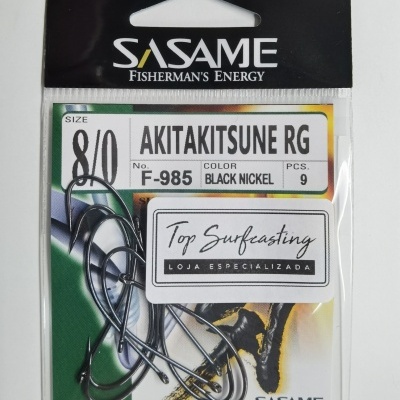 SASAME
FISHERMAN'S ENERGY
SIZE
8/0
AKITAKITSUNE RG
No.
F-985
COLOR
BLACK NICKEL
PCS.
9
Top Surfcasting
LOJA ESPECIALIZADA
SASAME